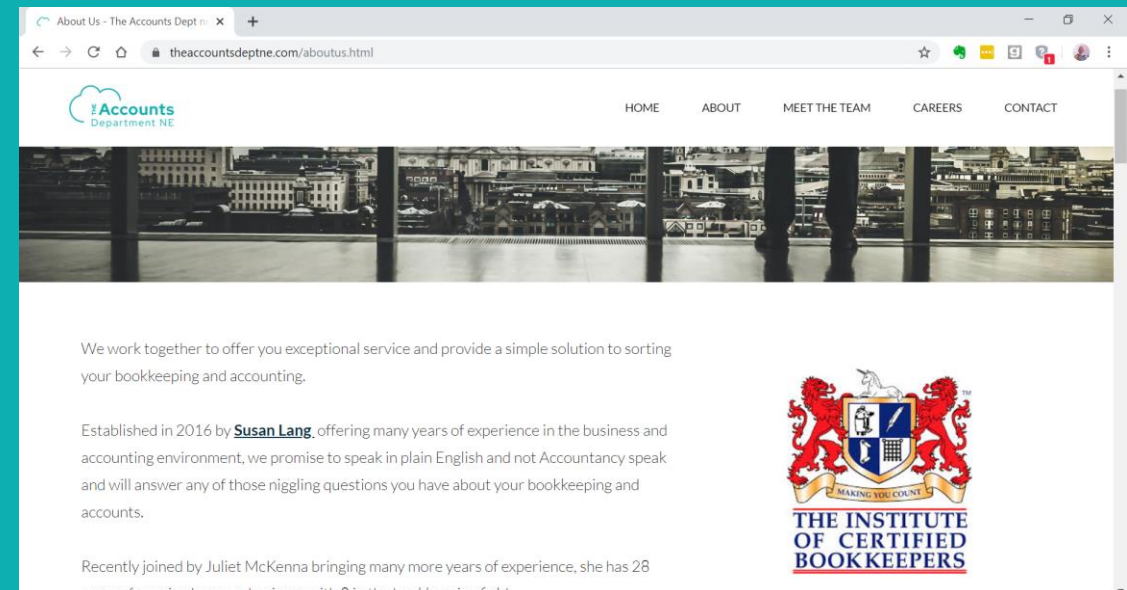 About Us - The Accounts Dept n
theaccountsdeptne.com/aboutus.html
1
THE Accounts
Department NE
HOME ABOUT MEET THE TEAM CAREERS CONTACT
We work together to offer you exceptional service and provide a simple solution to sorting
your bookkeeping and accounting.
Established in 2016 by Susan Lang offering many years of experience in the business and
accounting environment, we promise to speak in plain English and not Accountancy speak
and will answer any of those niggling questions you have about your bookkeeping and
accounts.
Recently joined by Juliet McKenna bringing many more years of experience, she has 28
TM
MAKING YOU COUNT
THE INSTITUTE
OF CERTIFIED
BOOKKEEPERS